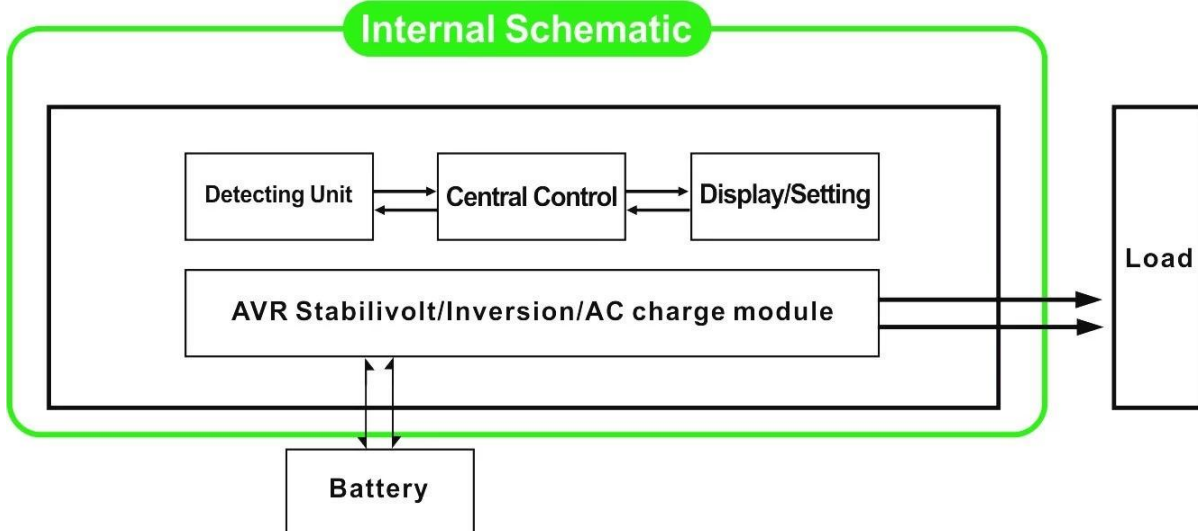 Internal Schematic
Detecting Unit
Central Control
Display/Setting
Load
AVR Stabilivolt/Inversion/AC charge module
Battery